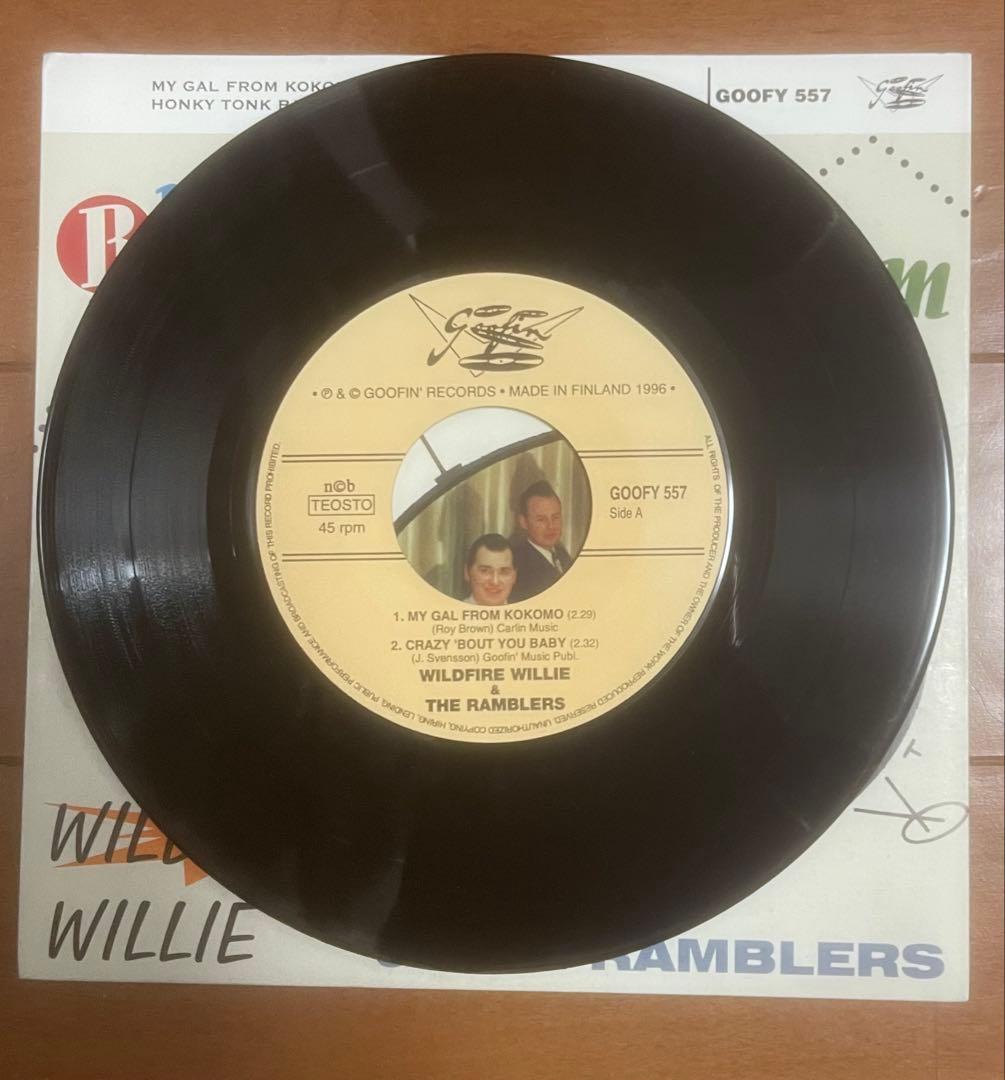 MY GAL FROM KOKO
HONKY TONK B
GOOFY 557
Goofin'
B
m
Goofin'
• ℗ & © GOOFIN' RECORDS • MADE IN FINLAND 1996 •
n©b
TEOSTO
45 rpm
GOOFY 557
Side A
1. MY GAL FROM KOKOMO (2.29)
(Roy Brown) Carlin Music
2. CRAZY 'BOUT YOU BABY (2.32)
(J. Svensson) Goofin' Music Publ.
WILDFIRE WILLIE
&
THE RAMBLERS
ALL RIGHTS OF THE PRODUCER AND THE OWNER OF THE WORK REPRODUCED RESERVED. UNAUTHORIZED COPYING, HIRING, LENDING, PUBLIC PERFORMANCE AND BROADCASTING OF THIS RECORD PROHIBITED.
WILD
WILLIE
RAMBLERS